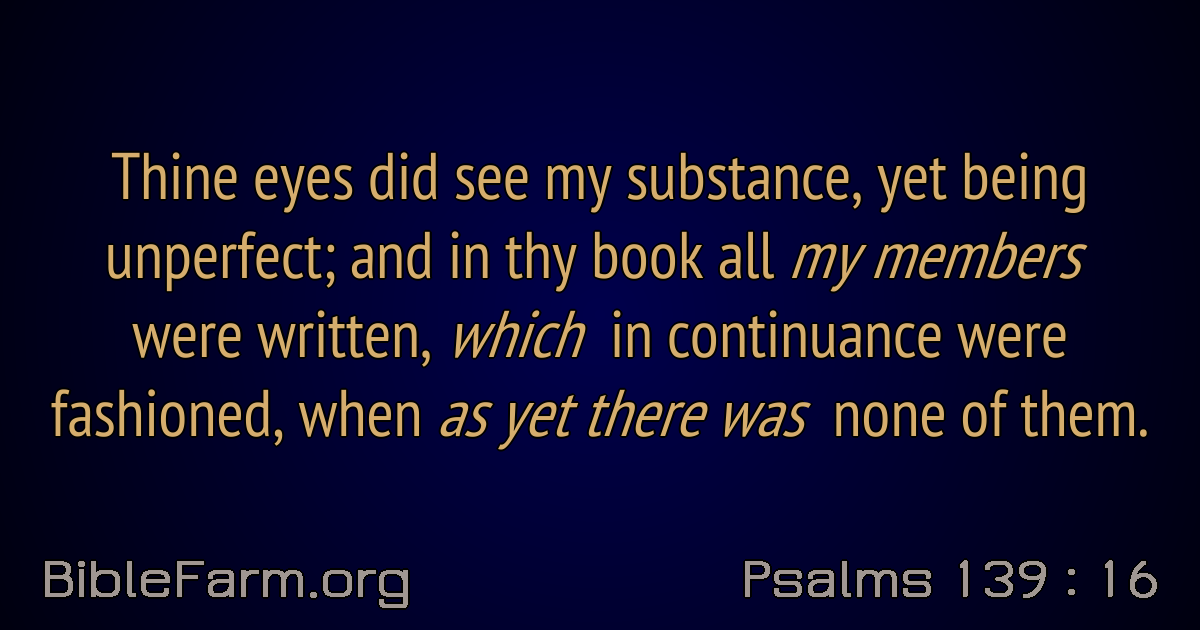 Thine eyes did see my substance, yet being
unperfect; and in thy book all my members
were written, which in continuance were
fashioned, when as yet there was none of them.
BibleFarm.org
Psalms 139 : 16